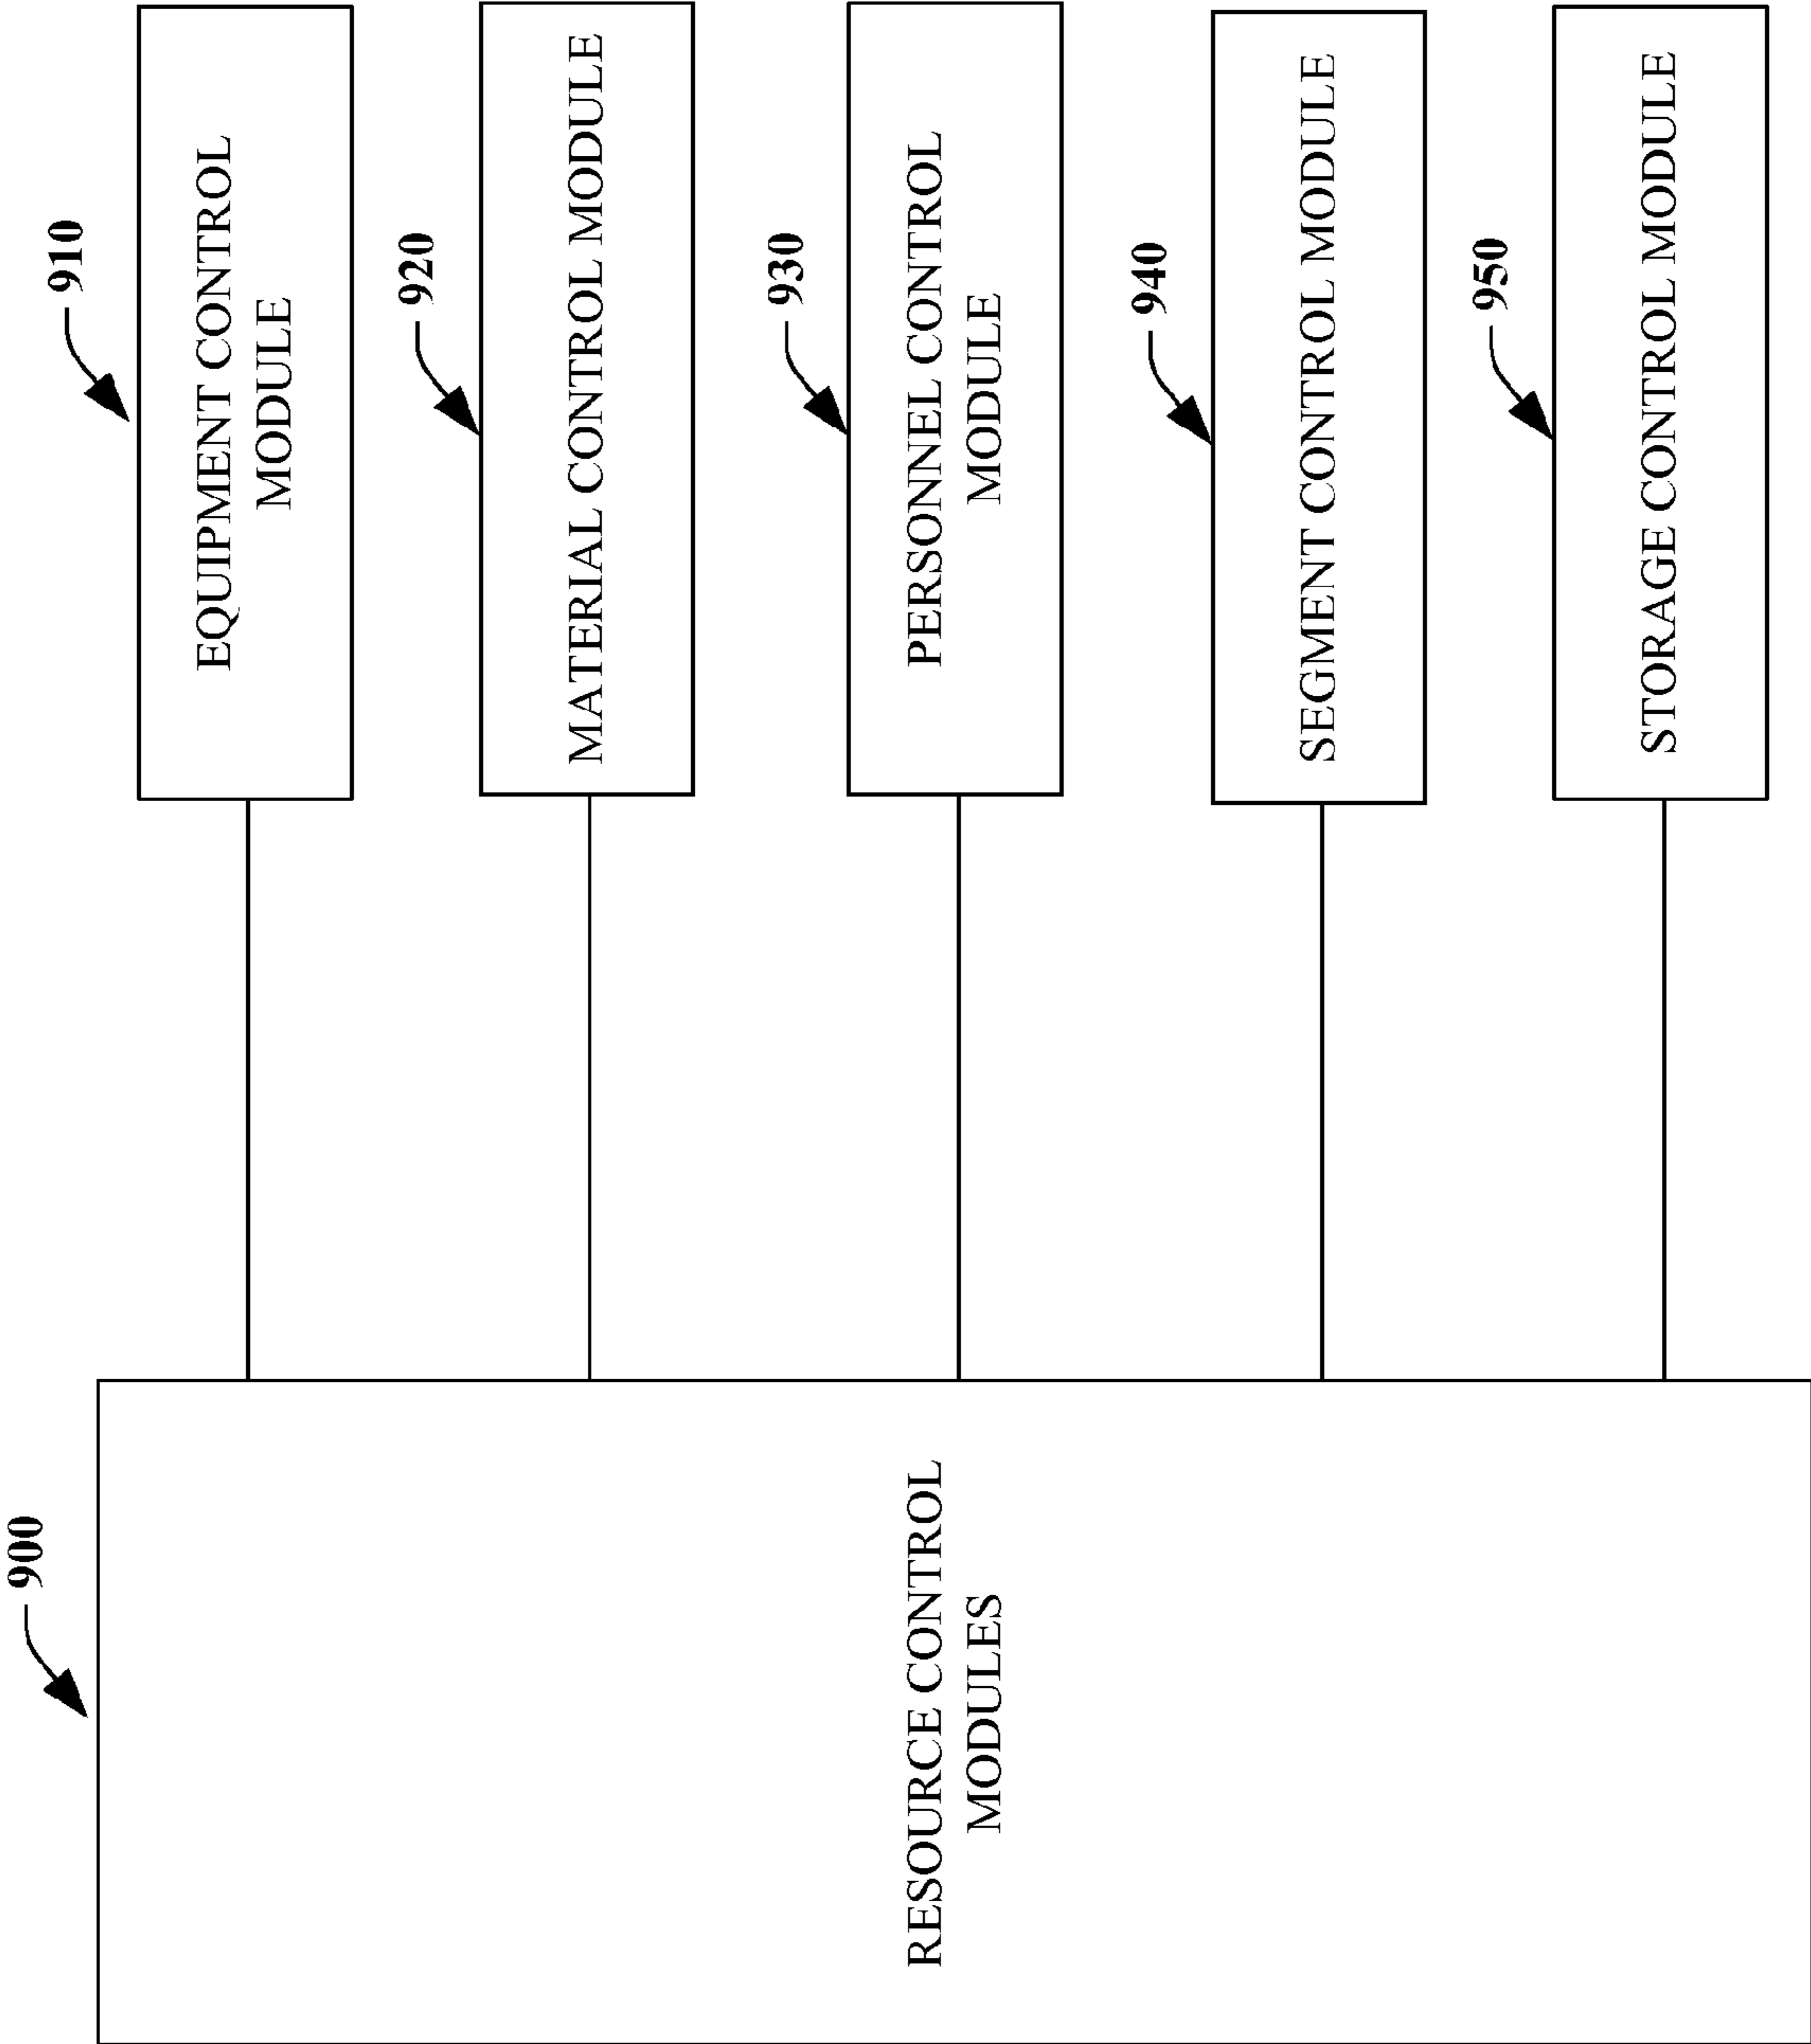 900
RESOURCE CONTROL
MODULES
910
EQUIPMENT CONTROL
MODULE
920
MATERIAL CONTROL MODULE
930
PERSONNEL CONTROL
MODULE
940
SEGMENT CONTROL MODULE
950
STORAGE CONTROL MODULE